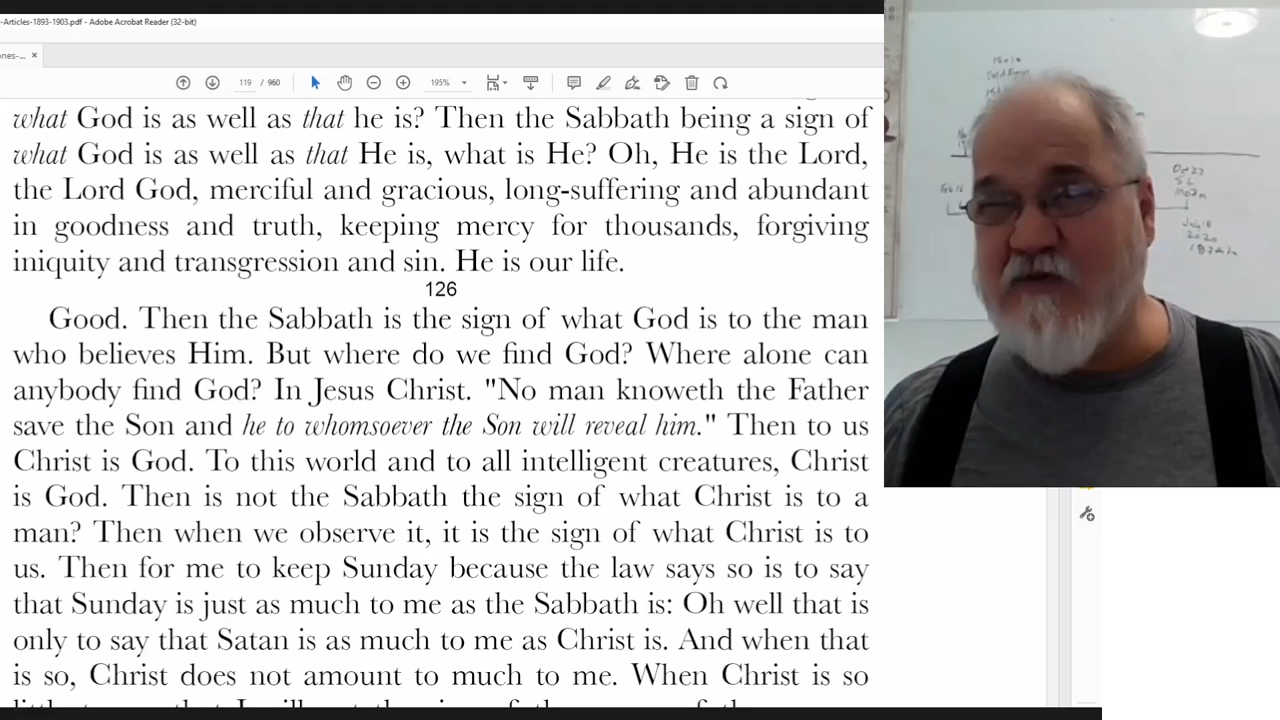 -Articles-1893-1903.pdf - Adobe Acrobat Reader (32-bit)
ones-... ×
119 / 960
195%
what God is as well as that he is? Then the Sabbath being a sign of
what God is as well as that He is, what is He? Oh, He is the Lord,
the Lord God, merciful and gracious, long-suffering and abundant
in goodness and truth, keeping mercy for thousands, forgiving
iniquity and transgression and sin. He is our life.
126
Good. Then the Sabbath is the sign of what God is to the man
who believes Him. But where do we find God? Where alone can
anybody find God? In Jesus Christ. "No man knoweth the Father
save the Son and he to whomsoever the Son will reveal him." Then to us
Christ is God. To this world and to all intelligent creatures, Christ
is God. Then is not the Sabbath the sign of what Christ is to a
man? Then when we observe it, it is the sign of what Christ is to
us. Then for me to keep Sunday because the law says so is to say
that Sunday is just as much to me as the Sabbath is: Oh well that is
only to say that Satan is as much to me as Christ is. And when that
is so, Christ does not amount to much to me. When Christ is so
Oct 22
July 18
2020